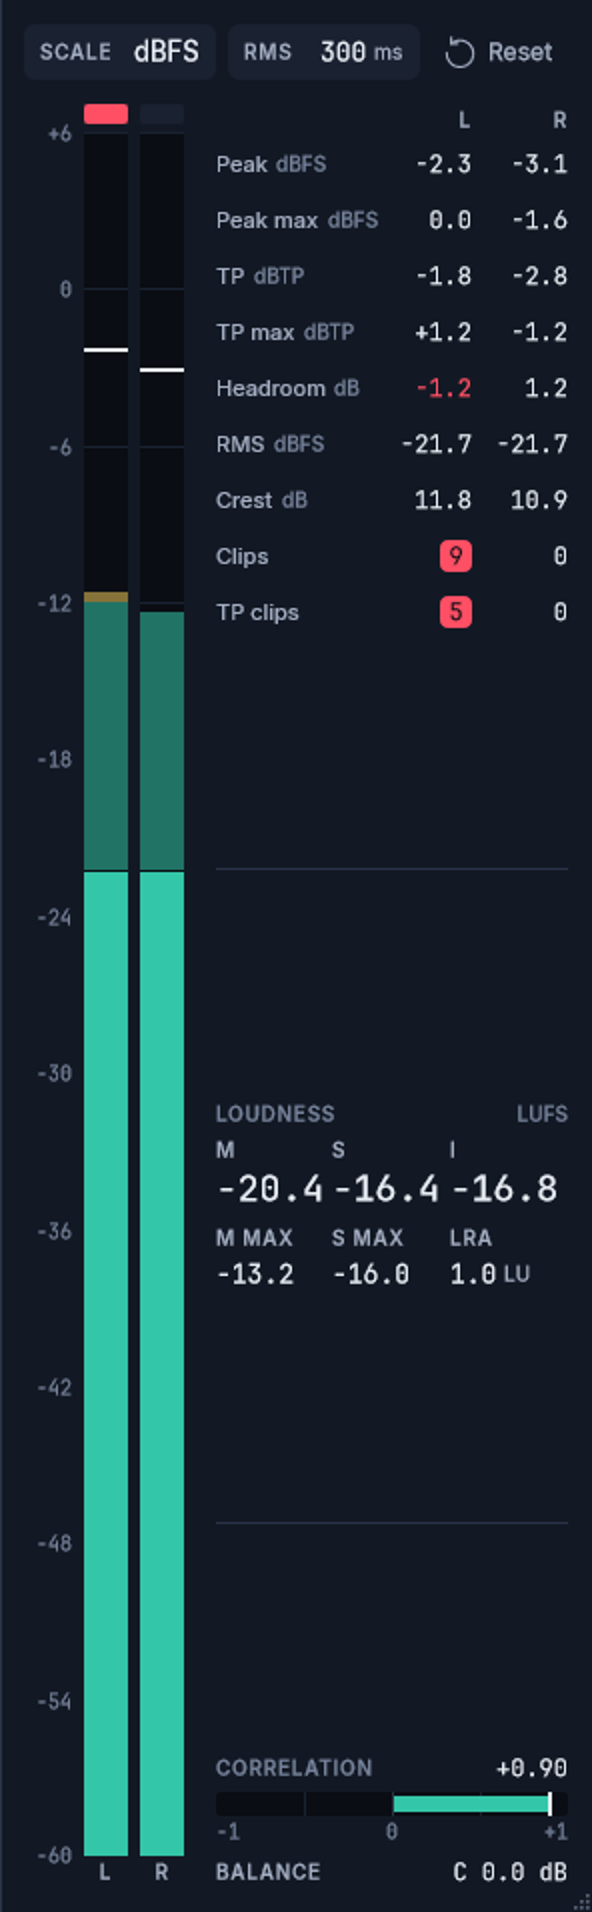 SCALE dBFS RMS 300 ms Reset
L R
+6
Peak dBFS -2.3 -3.1
Peak max dBFS 0.0 -1.6
TP dBTP -1.8 -2.8
0
TP max dBTP +1.2 -1.2
Headroom dB -1.2 1.2
RMS dBFS -21.7 -21.7
-6
Crest dB 11.8 10.9
Clips 9 0
TP clips 5 0
-12
-18
-24
-30
LOUDNESS LUFS
M S I
-20.4 -16.4 -16.8
-36
M MAX S MAX LRA
-13.2 -16.0 1.0 LU
-42
-48
-54
CORRELATION +0.90
-1 0 +1
-60
L R
BALANCE C 0.0 dB